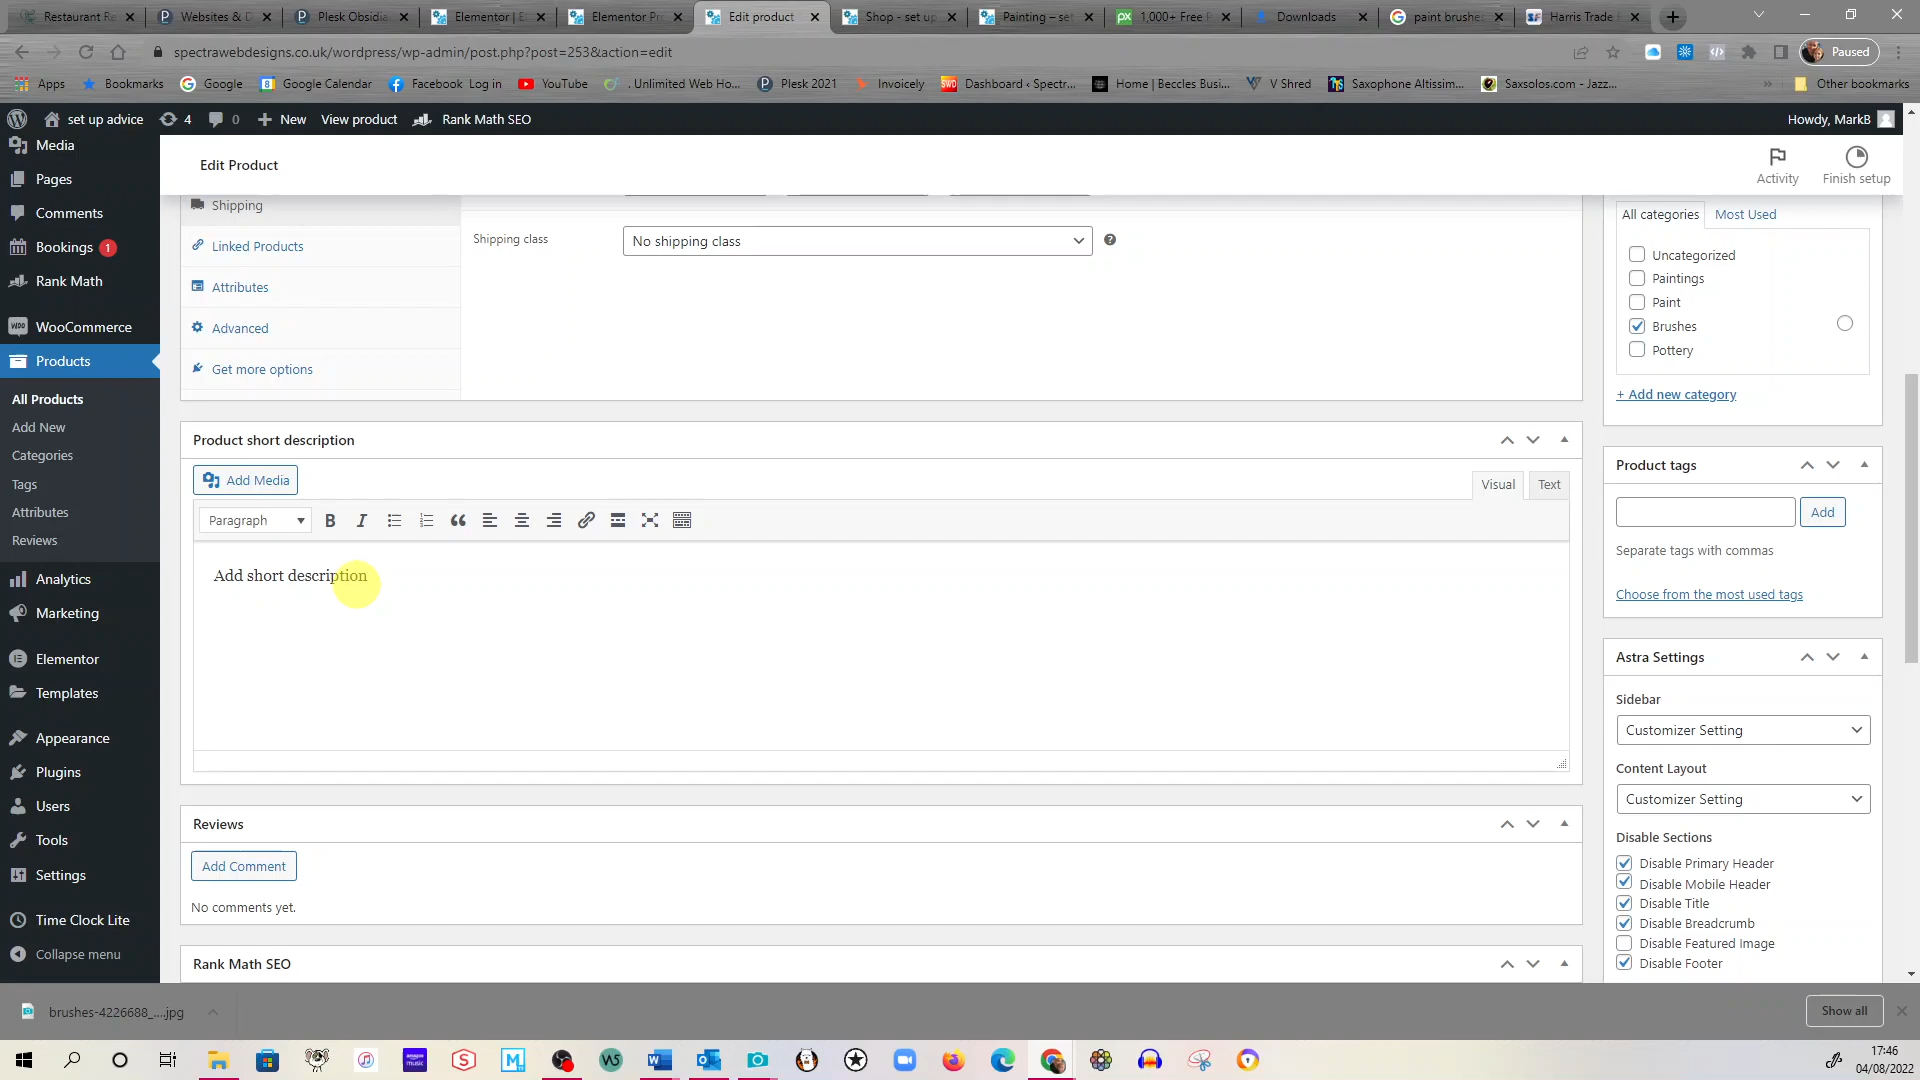 Restaurant Re
Websites & D
Plesk Obsidia
Elementor | E
Elementor Pr
Edit product
Shop - set up
Painting – set
1,000+ Free P
Downloads
paint brushes
Harris Trade F
spectrawebdesigns.co.uk/wordpress/wp-admin/post.php?post=253&action=edit
Paused
Apps
Bookmarks
Google
Google Calendar
Facebook Log in
YouTube
. Unlimited Web Ho...
Plesk 2021
Invoicely
Dashboard ‹ Spectr...
Home | Beccles Busi...
V Shred
Saxophone Altissim...
Saxsolos.com - Jazz...
Other bookmarks
set up advice
4
0
New
View product
Rank Math SEO
Howdy, MarkB
Media
Pages
Comments
Bookings 1
Rank Math
WooCommerce
Products
All Products
Add New
Categories
Tags
Attributes
Reviews
Analytics
Marketing
Elementor
Templates
Appearance
Plugins
Users
Tools
Settings
Time Clock Lite
Collapse menu
Edit Product
Activity
Finish setup
Shipping
Linked Products
Attributes
Advanced
Get more options
Shipping class
No shipping class
Product short description
Add Media
Visual
Text
Paragraph
Add short description
Reviews
Add Comment
No comments yet.
Rank Math SEO
All categories
Most Used
Uncategorized
Paintings
Paint
Brushes
Pottery
+ Add new category
Product tags
Add
Separate tags with commas
Choose from the most used tags
Astra Settings
Sidebar
Customizer Setting
Content Layout
Customizer Setting
Disable Sections
Disable Primary Header
Disable Mobile Header
Disable Title
Disable Breadcrumb
Disable Featured Image
Disable Footer
brushes-4226688_....jpg
Show all
17:46
04/08/2022